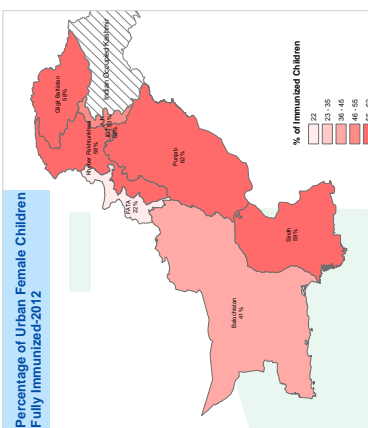 Percentage of Urban Female Children
Fully Immunized-2012
Gilgit Baltistan
58%
Indian Occupied Kashmir
Khyber Pakhtunkhwa
59%
FATA
22%
Punjab
62%
Balochistan
41%
Sindh
59%
% of Immunized Children
22
23 - 35
36 - 45
46 - 55